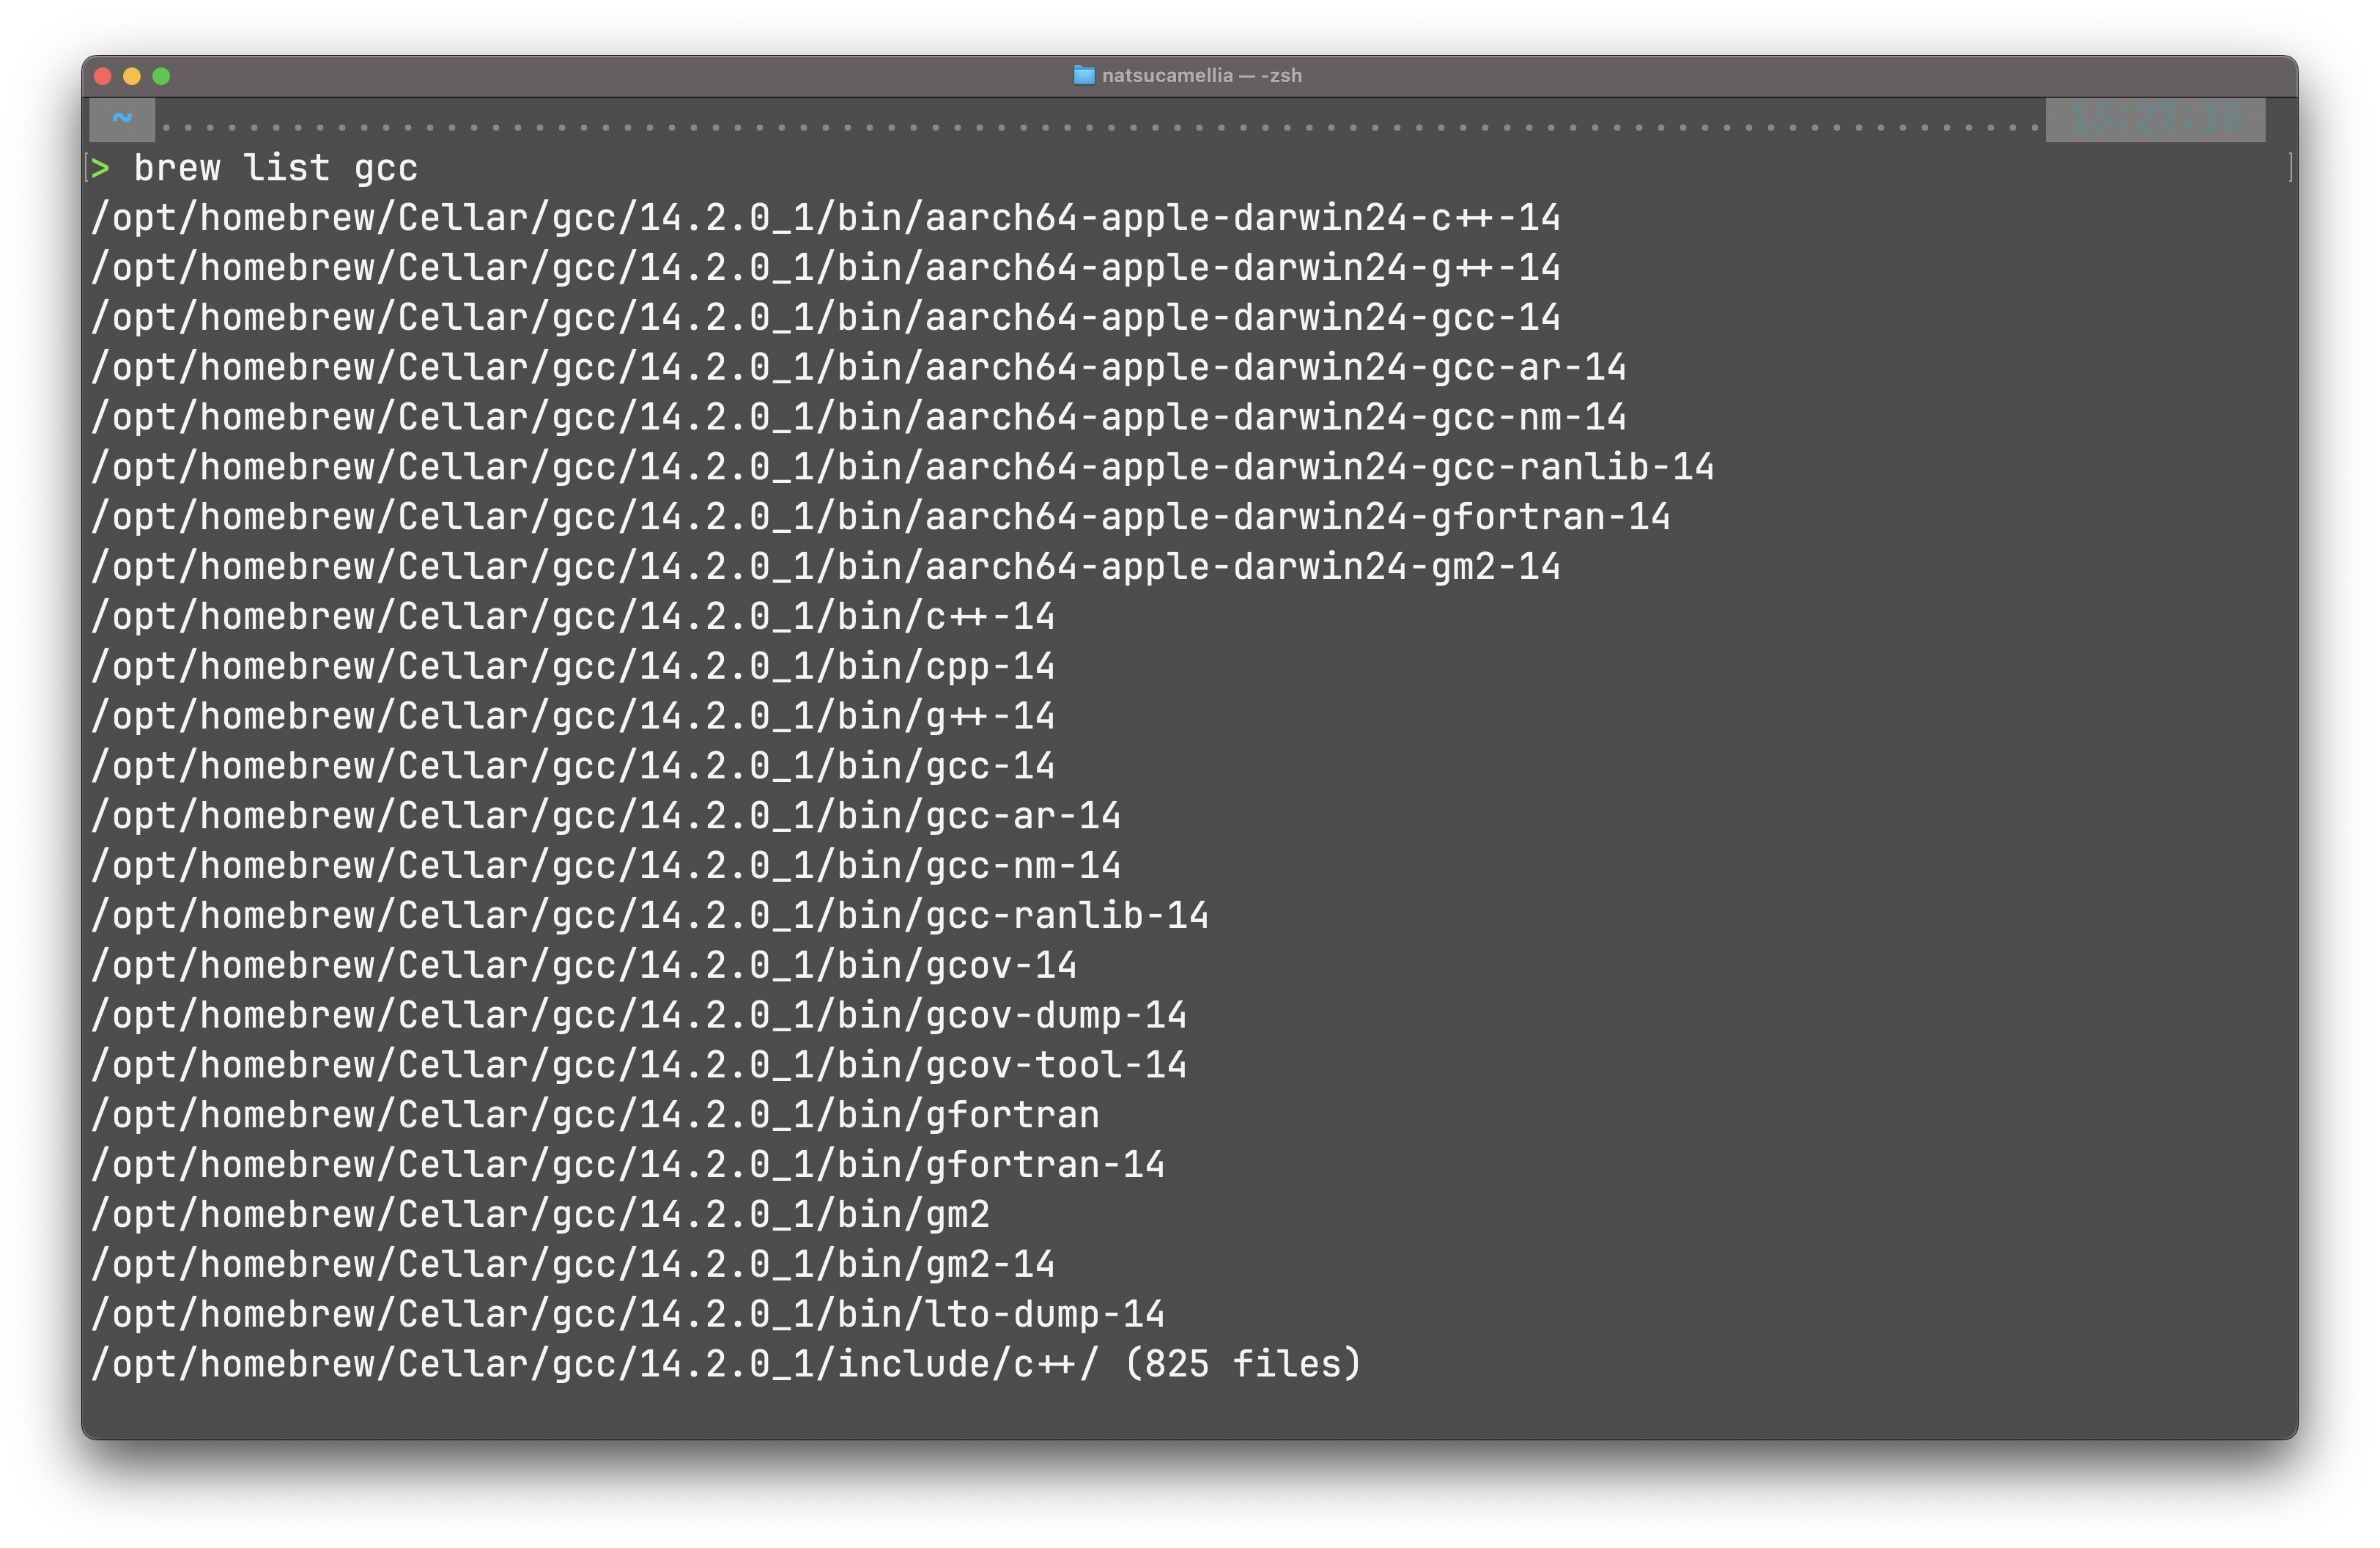 natsucamellia — -zsh
~ 13:27:18
> brew list gcc
/opt/homebrew/Cellar/gcc/14.2.0_1/bin/aarch64-apple-darwin24-c++-14
/opt/homebrew/Cellar/gcc/14.2.0_1/bin/aarch64-apple-darwin24-g++-14
/opt/homebrew/Cellar/gcc/14.2.0_1/bin/aarch64-apple-darwin24-gcc-14
/opt/homebrew/Cellar/gcc/14.2.0_1/bin/aarch64-apple-darwin24-gcc-ar-14
/opt/homebrew/Cellar/gcc/14.2.0_1/bin/aarch64-apple-darwin24-gcc-nm-14
/opt/homebrew/Cellar/gcc/14.2.0_1/bin/aarch64-apple-darwin24-gcc-ranlib-14
/opt/homebrew/Cellar/gcc/14.2.0_1/bin/aarch64-apple-darwin24-gfortran-14
/opt/homebrew/Cellar/gcc/14.2.0_1/bin/aarch64-apple-darwin24-gm2-14
/opt/homebrew/Cellar/gcc/14.2.0_1/bin/c++-14
/opt/homebrew/Cellar/gcc/14.2.0_1/bin/cpp-14
/opt/homebrew/Cellar/gcc/14.2.0_1/bin/g++-14
/opt/homebrew/Cellar/gcc/14.2.0_1/bin/gcc-14
/opt/homebrew/Cellar/gcc/14.2.0_1/bin/gcc-ar-14
/opt/homebrew/Cellar/gcc/14.2.0_1/bin/gcc-nm-14
/opt/homebrew/Cellar/gcc/14.2.0_1/bin/gcc-ranlib-14
/opt/homebrew/Cellar/gcc/14.2.0_1/bin/gcov-14
/opt/homebrew/Cellar/gcc/14.2.0_1/bin/gcov-dump-14
/opt/homebrew/Cellar/gcc/14.2.0_1/bin/gcov-tool-14
/opt/homebrew/Cellar/gcc/14.2.0_1/bin/gfortran
/opt/homebrew/Cellar/gcc/14.2.0_1/bin/gfortran-14
/opt/homebrew/Cellar/gcc/14.2.0_1/bin/gm2
/opt/homebrew/Cellar/gcc/14.2.0_1/bin/gm2-14
/opt/homebrew/Cellar/gcc/14.2.0_1/bin/lto-dump-14
/opt/homebrew/Cellar/gcc/14.2.0_1/include/c++/ (825 files)